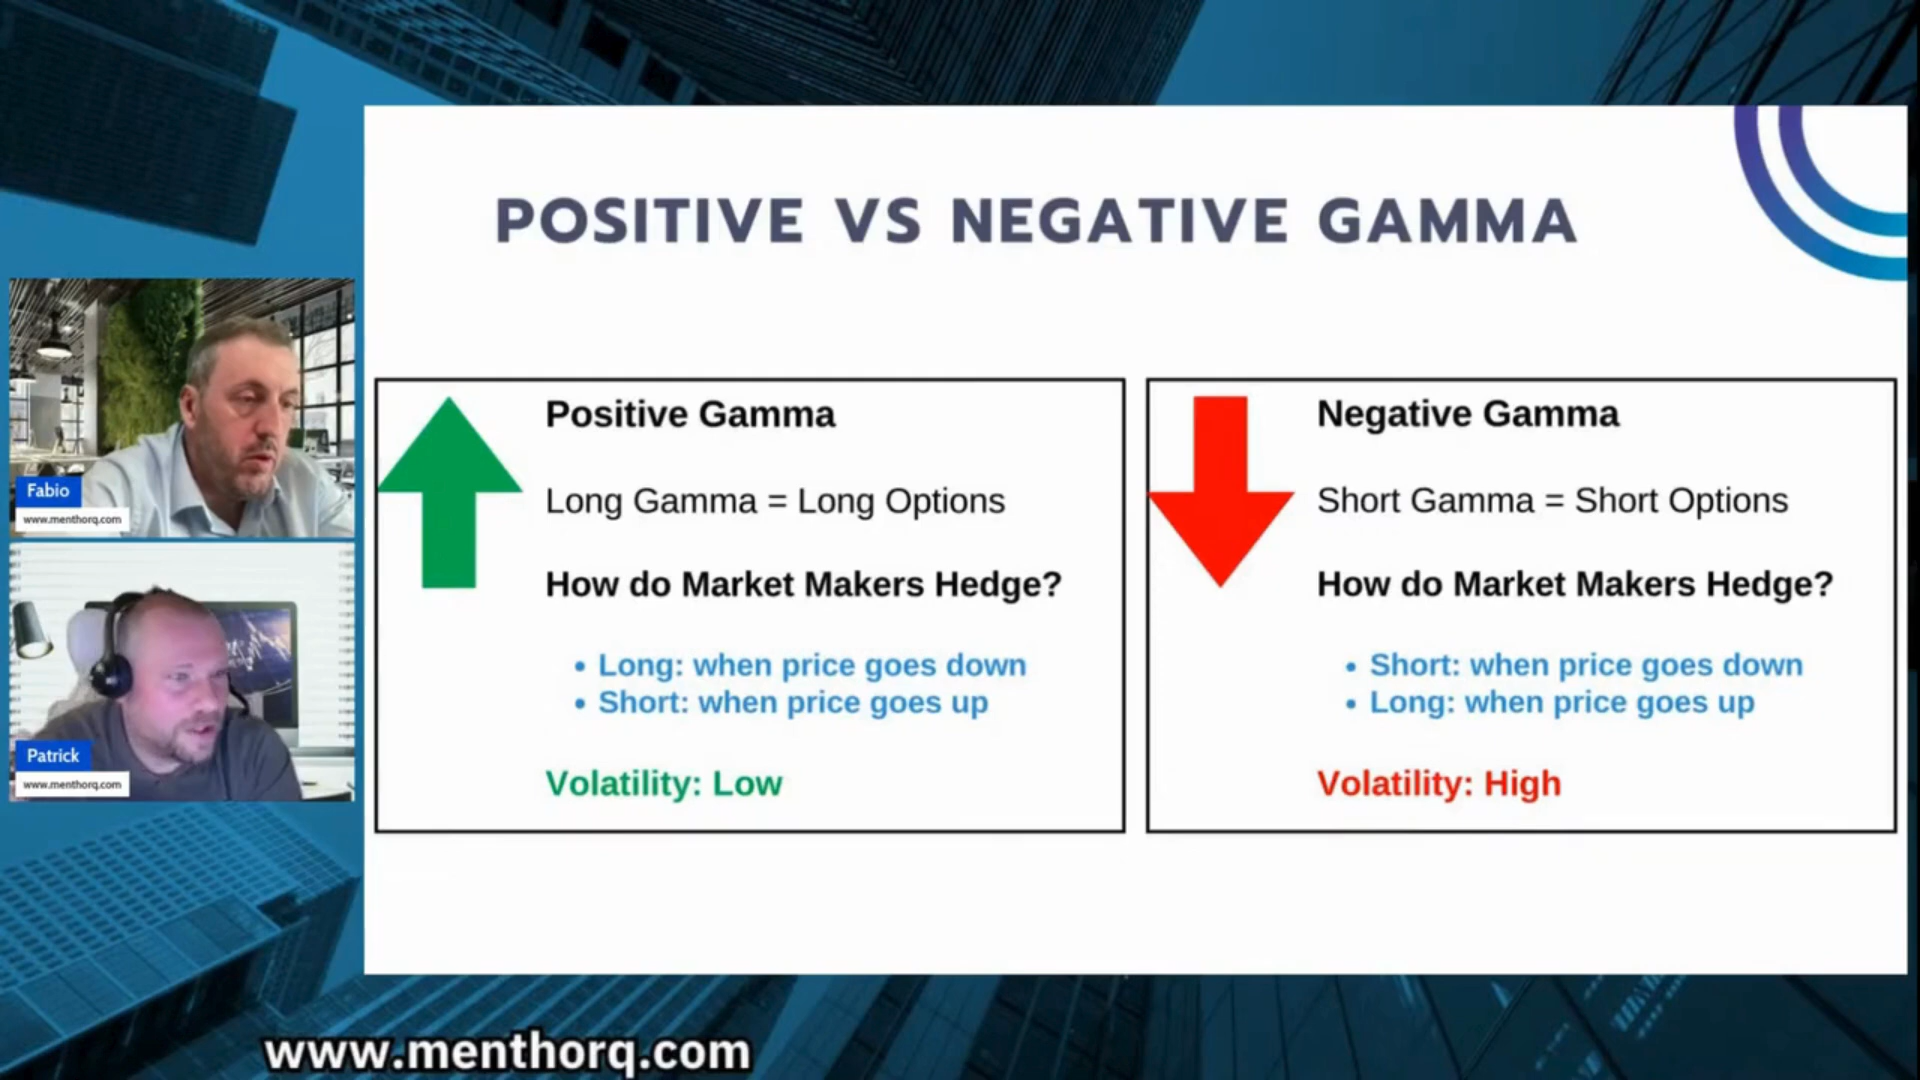 POSITIVE VS NEGATIVE GAMMA
Positive Gamma
Long Gamma = Long Options
How do Market Makers Hedge?
• Long: when price goes down
• Short: when price goes up
Volatility: Low
Negative Gamma
Short Gamma = Short Options
How do Market Makers Hedge?
• Short: when price goes down
• Long: when price goes up
Volatility: High
Fabio
www.menthorq.com
Patrick
www.menthorq.com
www.menthorq.com